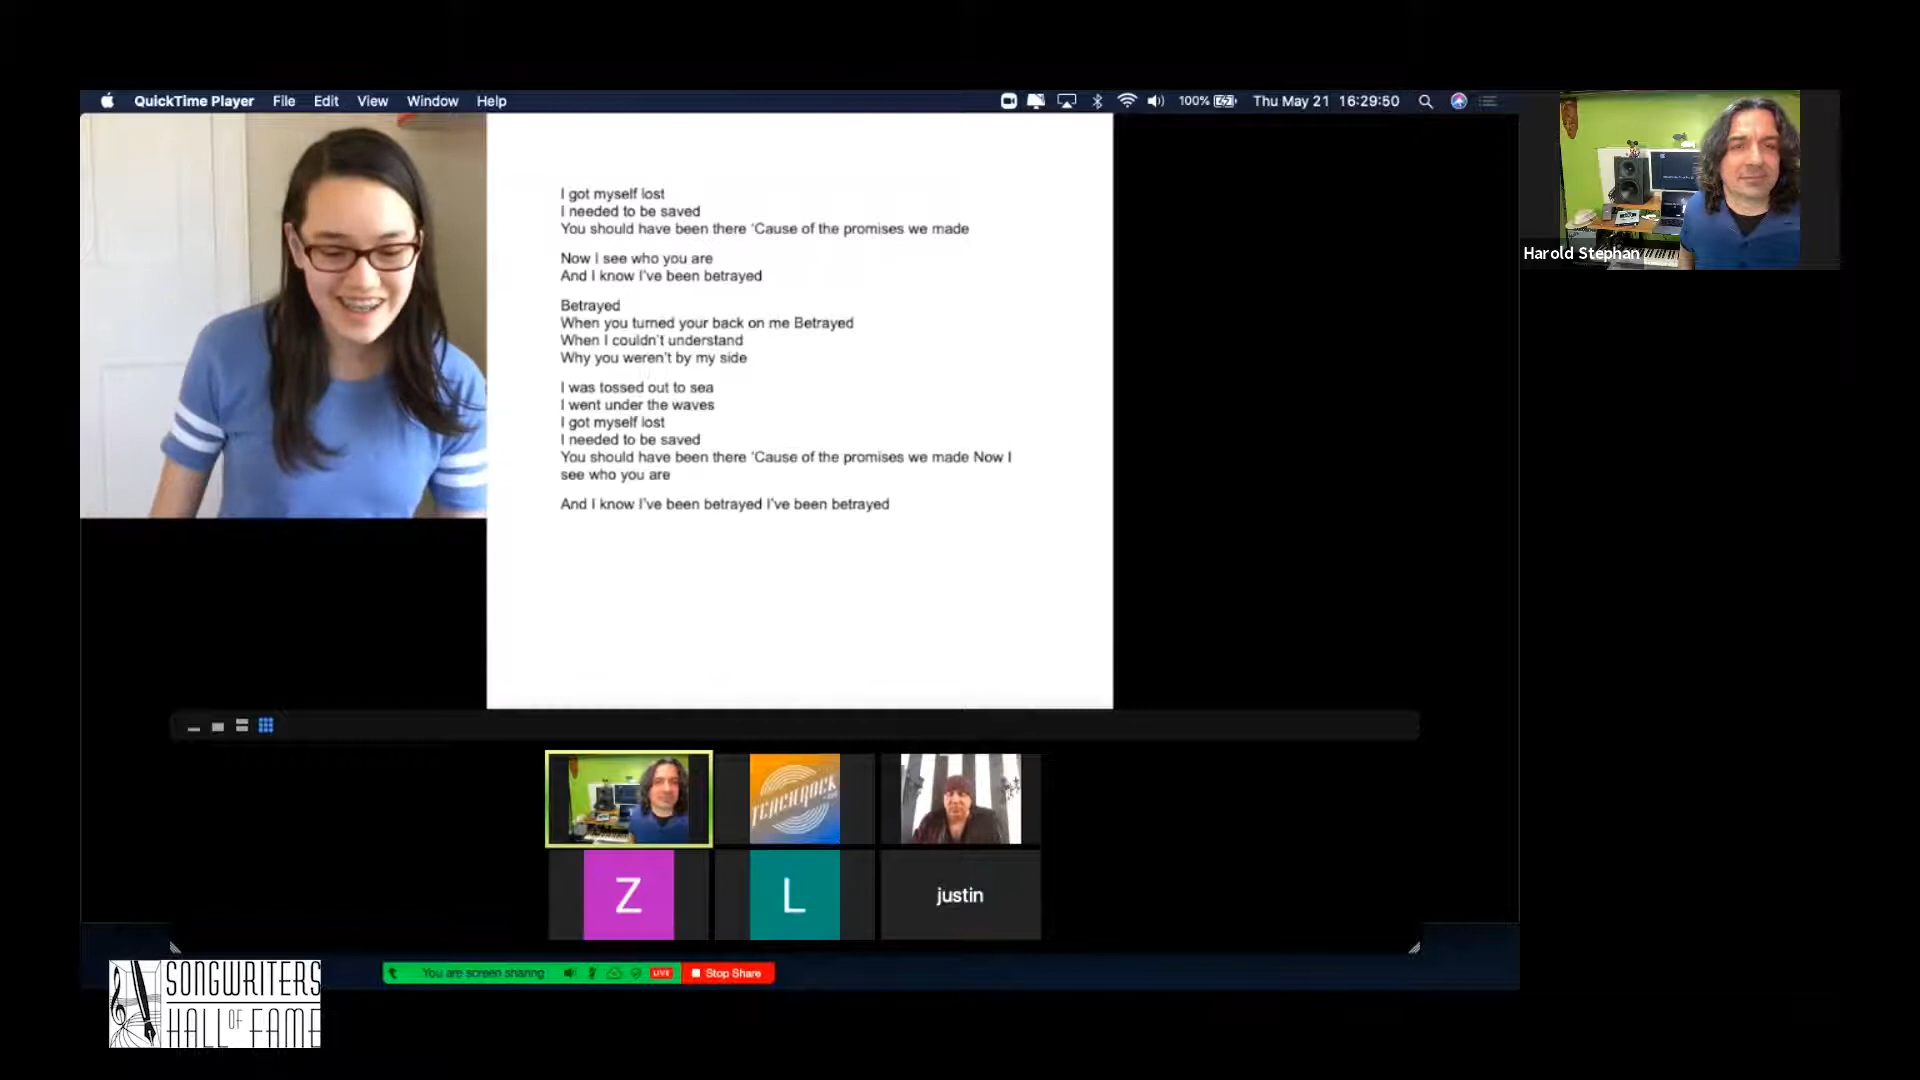 QuickTime Player File Edit View Window Help 100% Thu May 21 16:29:50
I got myself lost
I needed to be saved
You should have been there 'Cause of the promises we made
Now I see who you are
And I know I've been betrayed
Betrayed
When you turned your back on me Betrayed
When I couldn't understand
Why you weren't by my side
I was tossed out to sea
I went under the waves
I got myself lost
I needed to be saved
You should have been there 'Cause of the promises we made Now I
see who you are
And I know I've been betrayed I've been betrayed
Harold Stephan
TEACHROCK
Z
L
justin
You are screen sharing LIVE Stop Share
SONGWRITERS
HALL OF FAME